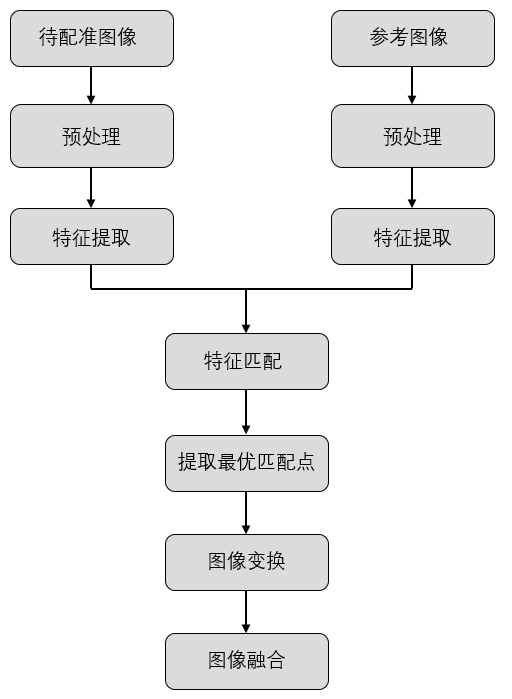 待配准图像
参考图像
预处理
预处理
特征提取
特征提取
特征匹配
提取最优匹配点
图像变换
图像融合